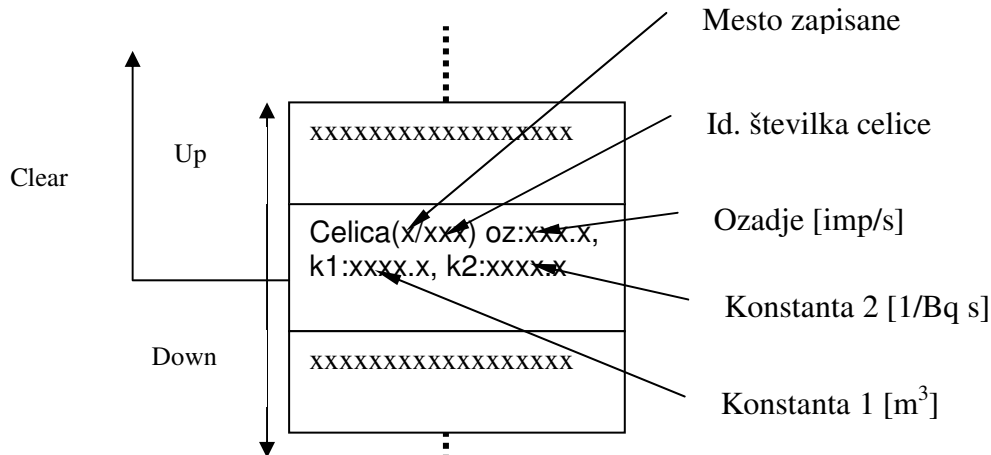 Mesto zapisane
xxxxxxxxxxxxxxxxxx
Id. številka celice
Up
Clear
Celica(x/xxx) oz:xxx.x,
k1:xxxx.x, k2:xxxx.x
Ozadje [imp/s]
Konstanta 2 [1/Bq s]
Down
xxxxxxxxxxxxxxxxxx
Konstanta 1 [m³]